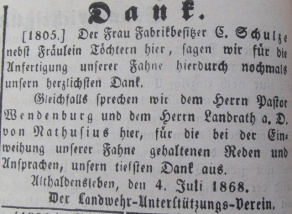 Dank.
[1805.] Der Frau Fabrikbesitzer C. Schulze
nebst Fräulein Töchtern hier, sagen wir für die
Anfertigung unserer Fahne hierdurch nochmals
unsern herzlichsten Dank.
Gleichfalls sprechen wir dem Herrn Pastor
Wendenburg und dem Herrn Landrath a. D.
von Nathusius hier, für die bei der Ein-
weihung unserer Fahne gehaltenen Reden und
Ansprachen, unsern tiefsten Dank aus.
Althaldensleben, den 4. Juli 1868.
Der Landwehr-Unterstützungs-Verein.